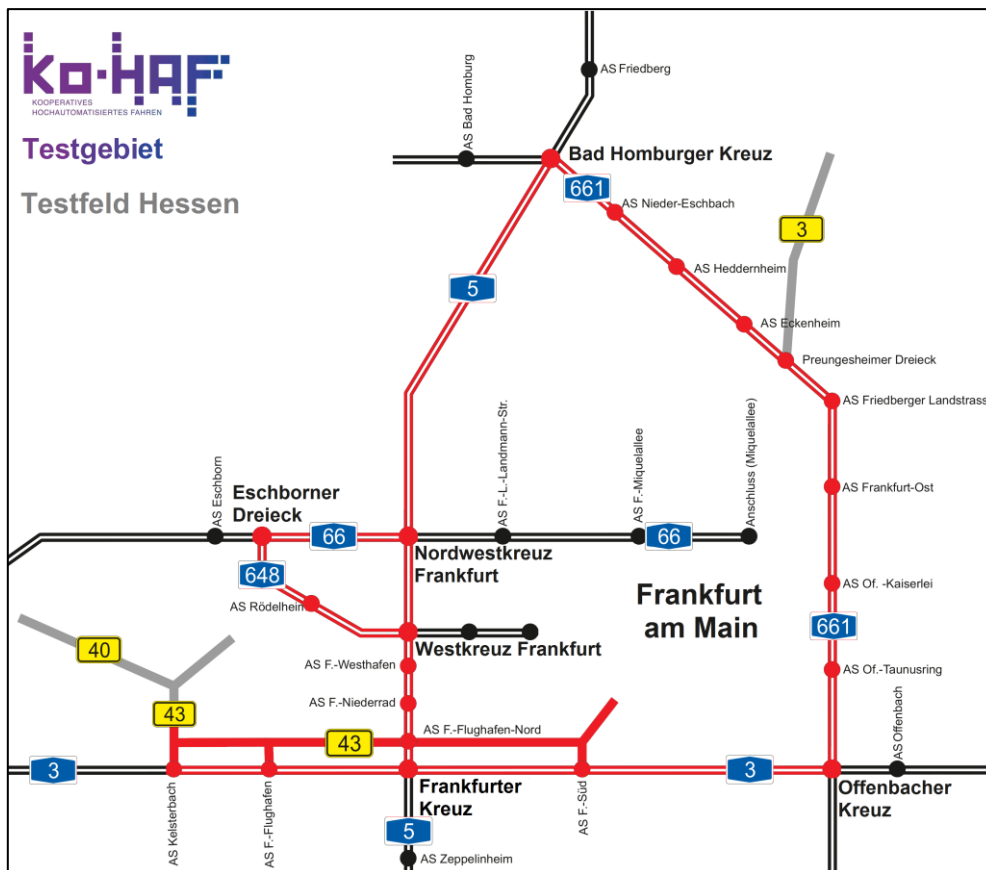 Ko-HAF
KOOPERATIVES
HOCHAUTOMATISIERTES FAHREN
Testgebiet
Testfeld Hessen
AS Friedberg
AS Bad Homburg
Bad Homburger Kreuz
661
AS Nieder-Eschbach
3
AS Heddernheim
5
AS Eckenheim
Preungesheimer Dreieck
AS Friedberger Landstrass
AS Eschborn
Eschborner
Dreieck
AS F.-L.-Landmann-Str.
AS F.-Miquelallee
Anschluss (Miquelallee)
AS Frankfurt-Ost
66
66
Nordwestkreuz
Frankfurt
648
AS Of. -Kaiserlei
Frankfurt
am Main
AS Rödelhein
661
Westkreuz Frankfurt
40
AS F.-Westhafen
AS Of.-Taunusring
AS F.-Niederrad
43
AS F.-Flughafen-Nord
43
AS Offenbach
3
3
AS Kelsterbach
AS F.-Flughafen
Frankfurter
Kreuz
AS F.-Süd
Offenbacher
Kreuz
5
AS Zeppelinheim